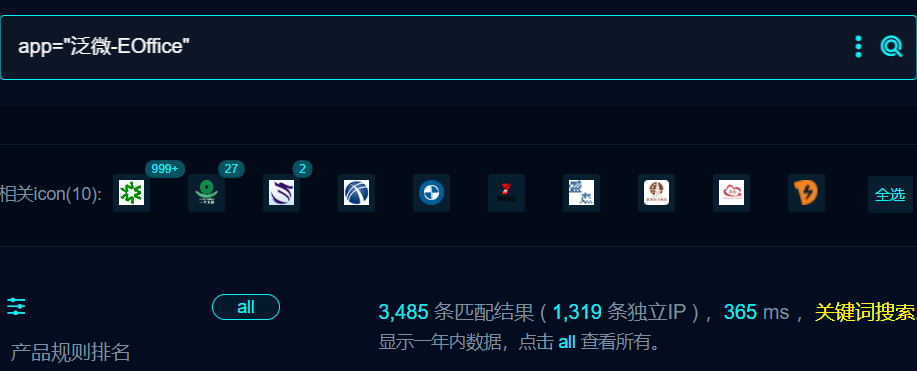 app="泛微-EOffice"
999+ 27 2
相关icon(10): 全选
all
3,485 条匹配结果 ( 1,319 条独立IP ) ，365 ms ，关键词搜索
显示一年内数据，点击 all 查看所有。
产品规则排名